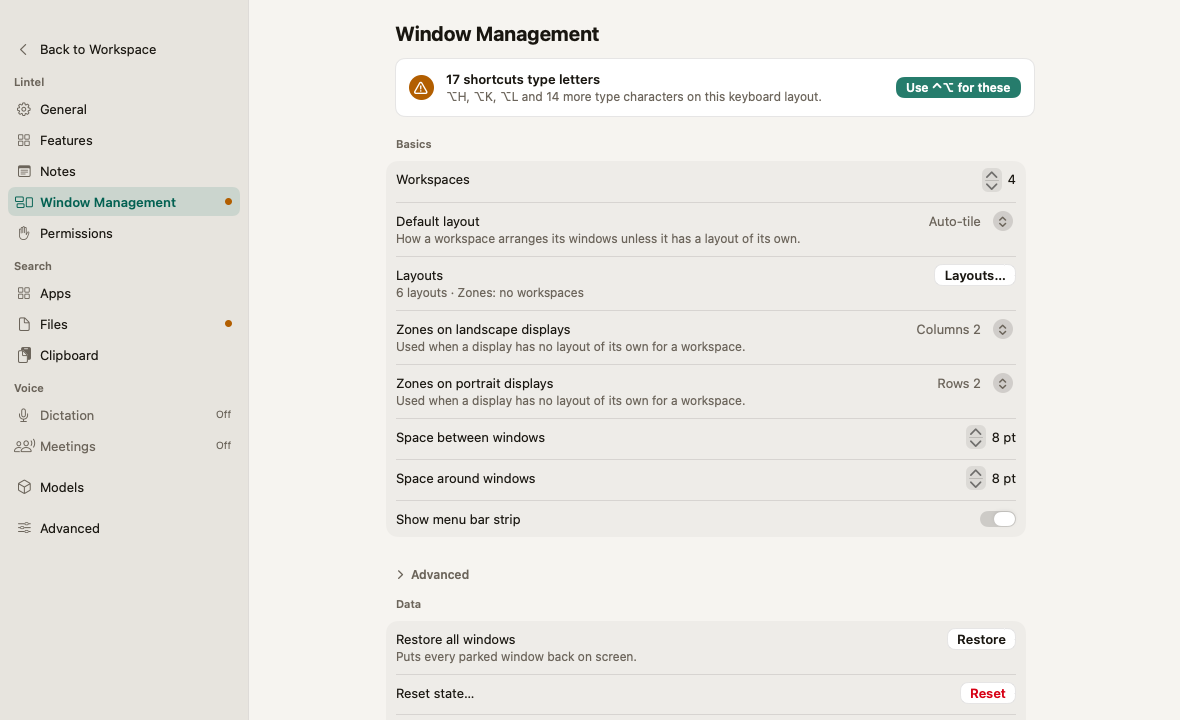 Back to Workspace
Lintel
General
Features
Notes
Window Management
Permissions
Search
Apps
Files
Clipboard
Voice
Dictation Off
Meetings Off
Models
Advanced
Window Management
17 shortcuts type letters
⌥H, ⌥K, ⌥L and 14 more type characters on this keyboard layout.
Use ⌃⌥ for these
Basics
Workspaces 4
Default layout Auto-tile
How a workspace arranges its windows unless it has a layout of its own.
Layouts Layouts...
6 layouts · Zones: no workspaces
Zones on landscape displays Columns 2
Used when a display has no layout of its own for a workspace.
Zones on portrait displays Rows 2
Used when a display has no layout of its own for a workspace.
Space between windows 8 pt
Space around windows 8 pt
Show menu bar strip
Advanced
Data
Restore all windows Restore
Puts every parked window back on screen.
Reset state... Reset